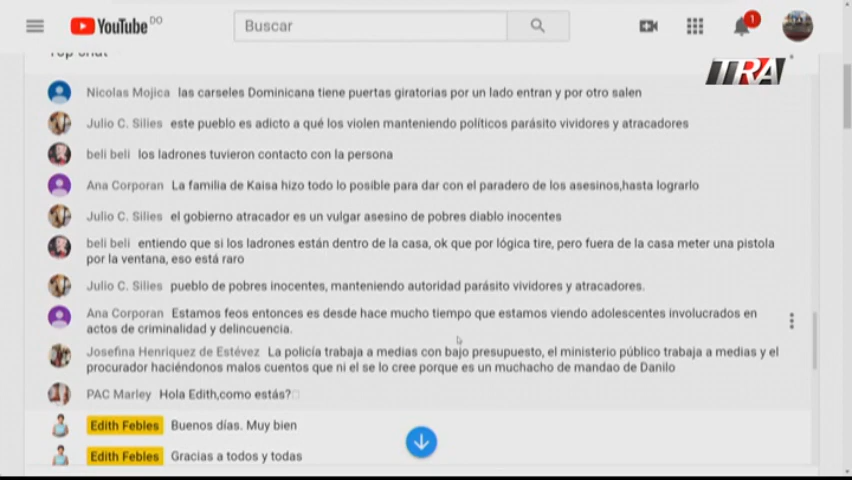 YouTube DO
Buscar
1
TRA
Top chat
Nicolas Mojica las carseles Dominicana tiene puertas giratorias por un lado entran y por otro salen
Julio C. Silies este pueblo es adicto a qué los violen manteniendo políticos parásito vividores y atracadores
beli beli los ladrones tuvieron contacto con la persona
Ana Corporan La familia de Kaisa hizo todo lo posible para dar con el paradero de los asesinos,hasta lograrlo
Julio C. Silies el gobierno atracador es un vulgar asesino de pobres diablo inocentes
beli beli entiendo que si los ladrones están dentro de la casa, ok que por lógica tire, pero fuera de la casa meter una pistola
por la ventana, eso está raro
Julio C. Silies pueblo de pobres inocentes, manteniendo autoridad parásito vividores y atracadores.
Ana Corporan Estamos feos entonces es desde hace mucho tiempo que estamos viendo adolescentes involucrados en
actos de criminalidad y delincuencia.
Josefina Henriquez de Estévez La policía trabaja a medias con bajo presupuesto, el ministerio público trabaja a medias y el
procurador haciéndonos malos cuentos que ni el se lo cree porque es un muchacho de mandao de Danilo
PAC Marley Hola Edith,como estás?
Edith Febles Buenos días. Muy bien
Edith Febles Gracias a todos y todas